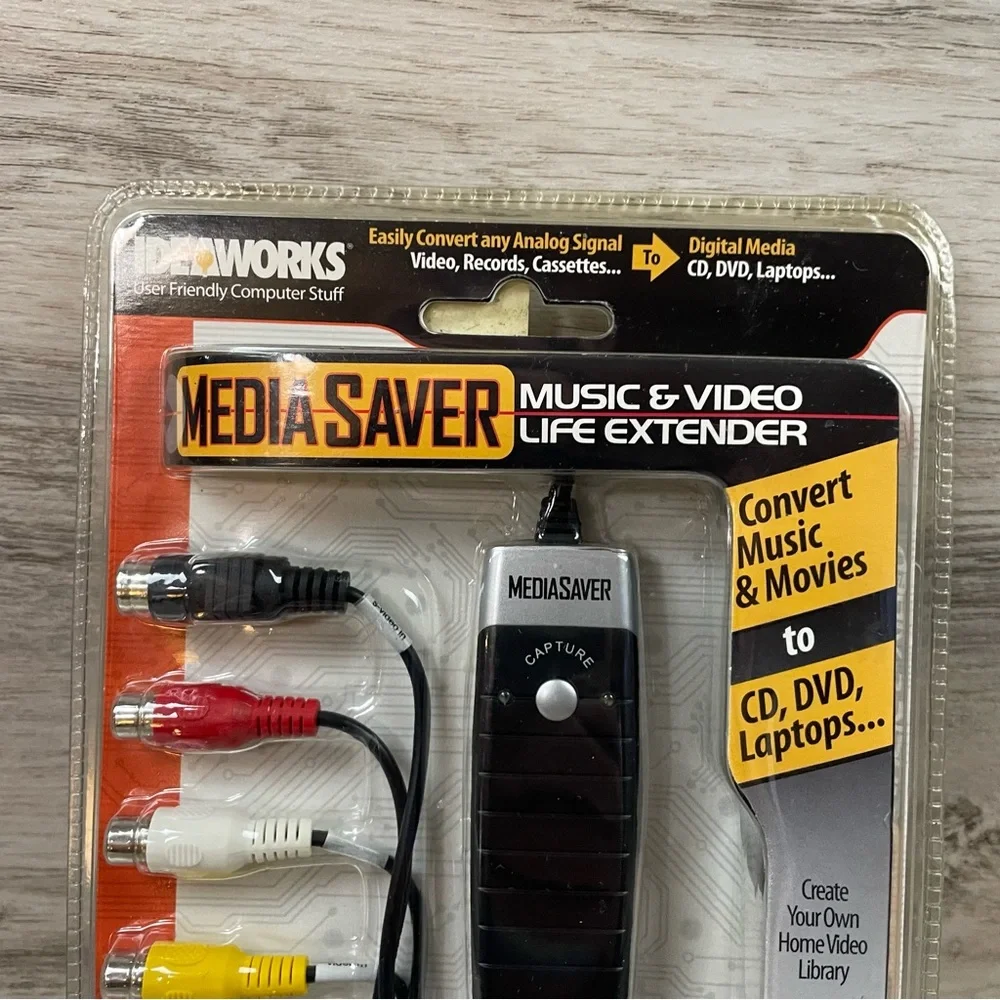 IDEAWORKS®
User Friendly Computer Stuff
Easily Convert any Analog Signal
Video, Records, Cassettes...
To
Digital Media
CD, DVD, Laptops...
MEDIASAVER
MUSIC & VIDEO
LIFE EXTENDER
Convert
Music
& Movies
to
CD, DVD,
Laptops...
MEDIASAVER
CAPTURE
S-Video in
Create
Your Own
Home Video
Library